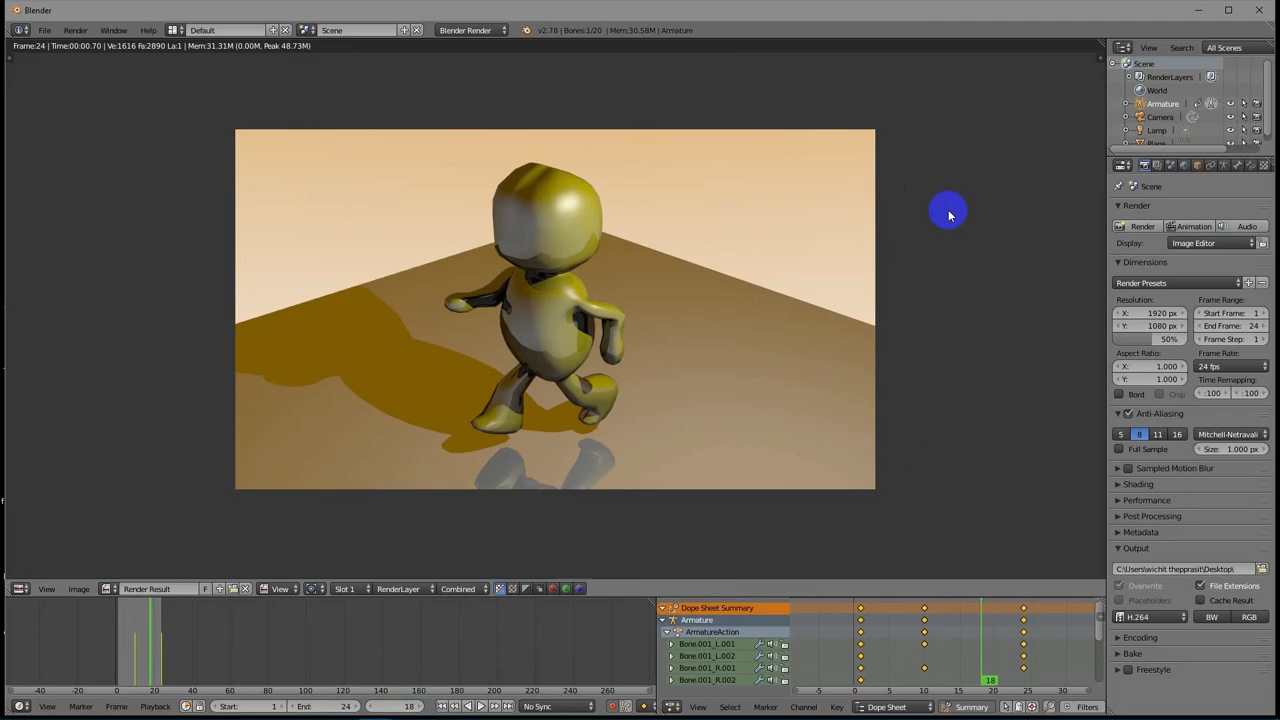 Blender
File Render Window Help Default Scene Blender Render v2.78 | Bones:1/20 | Mem:30.58M | Armature
Frame:24 | Time:00:00.70 | Ve:1616 Fa:2890 La:1 | Mem:31.31M (0.00M, Peak 48.73M)
View Search All Scenes
Scene
RenderLayers
World
Armature
Camera
Lamp
Plane
Scene
Render
Render Animation Audio
Display: Image Editor
Dimensions
Render Presets
Resolution: Frame Range:
X: 1920 px Start Frame: 1
Y: 1080 px End Frame: 24
50% Frame Step: 1
Aspect Ratio: Frame Rate:
X: 1.000 24 fps
Y: 1.000 Time Remapping:
Bord Crop :100 :100
Anti-Aliasing
5 8 11 16 Mitchell-Netravali
Full Sample Size: 1.000 px
Sampled Motion Blur
Shading
Performance
Post Processing
Metadata
Output
C:\Users\wichit thepprasit\Desktop\
Overwrite File Extensions
Placeholders Cache Result
H.264 BW RGB
Encoding
Bake
Freestyle
View Image Render Result F View Slot 1 RenderLayer Combined
Dope Sheet Summary
Armature
ArmatureAction
Bone.001_L.001
Bone.001_L.002
Bone.001_R.001
Bone.001_R.002
-40 -20 0 20 40 60 80 100 120 140 160 180 200 220 240 260
-5 0 5 10 15 18 20 25 30
View Marker Frame Playback Start: 1 End: 24 18 No Sync
View Select Marker Channel Key Dope Sheet Summary Filters